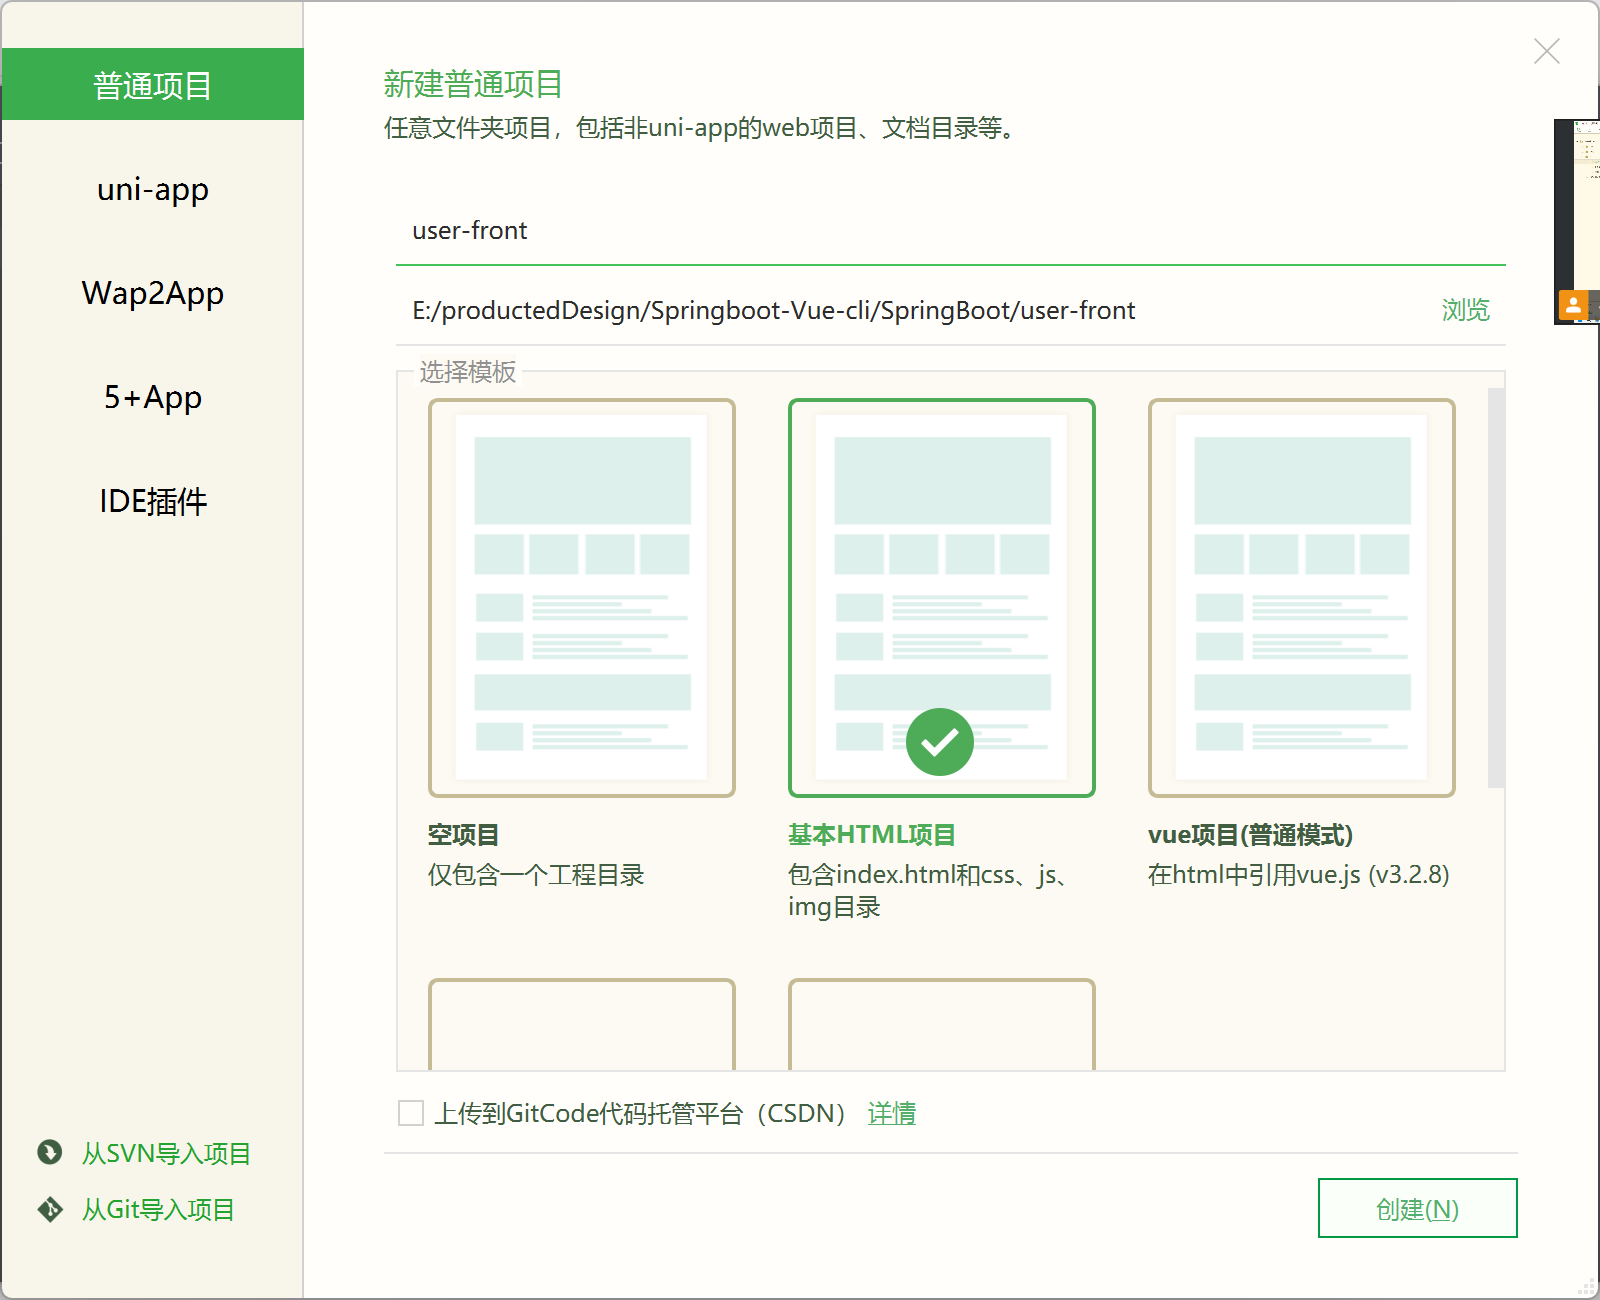 普通项目
uni-app
Wap2App
5+App
IDE插件
从SVN导入项目
从Git导入项目
新建普通项目
任意文件夹项目，包括非uni-app的web项目、文档目录等。
user-front
E:/productedDesign/Springboot-Vue-cli/SpringBoot/user-front
浏览
选择模板
空项目
仅包含一个工程目录
基本HTML项目
包含index.html和css、js、
img目录
vue项目(普通模式)
在html中引用vue.js (v3.2.8)
上传到GitCode代码托管平台（CSDN） 详情
创建(N)